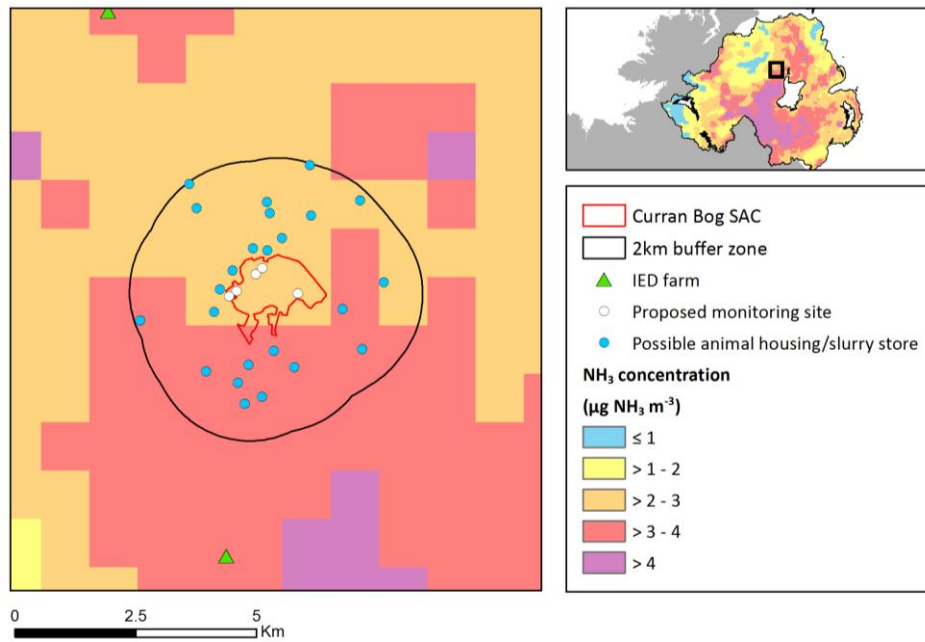 Curran Bog SAC
2km buffer zone
IED farm
Proposed monitoring site
Possible animal housing/slurry store
NH₃ concentration
(µg NH₃ m⁻³)
≤ 1
> 1 - 2
> 2 - 3
> 3 - 4
> 4
0 2.5 5
Km